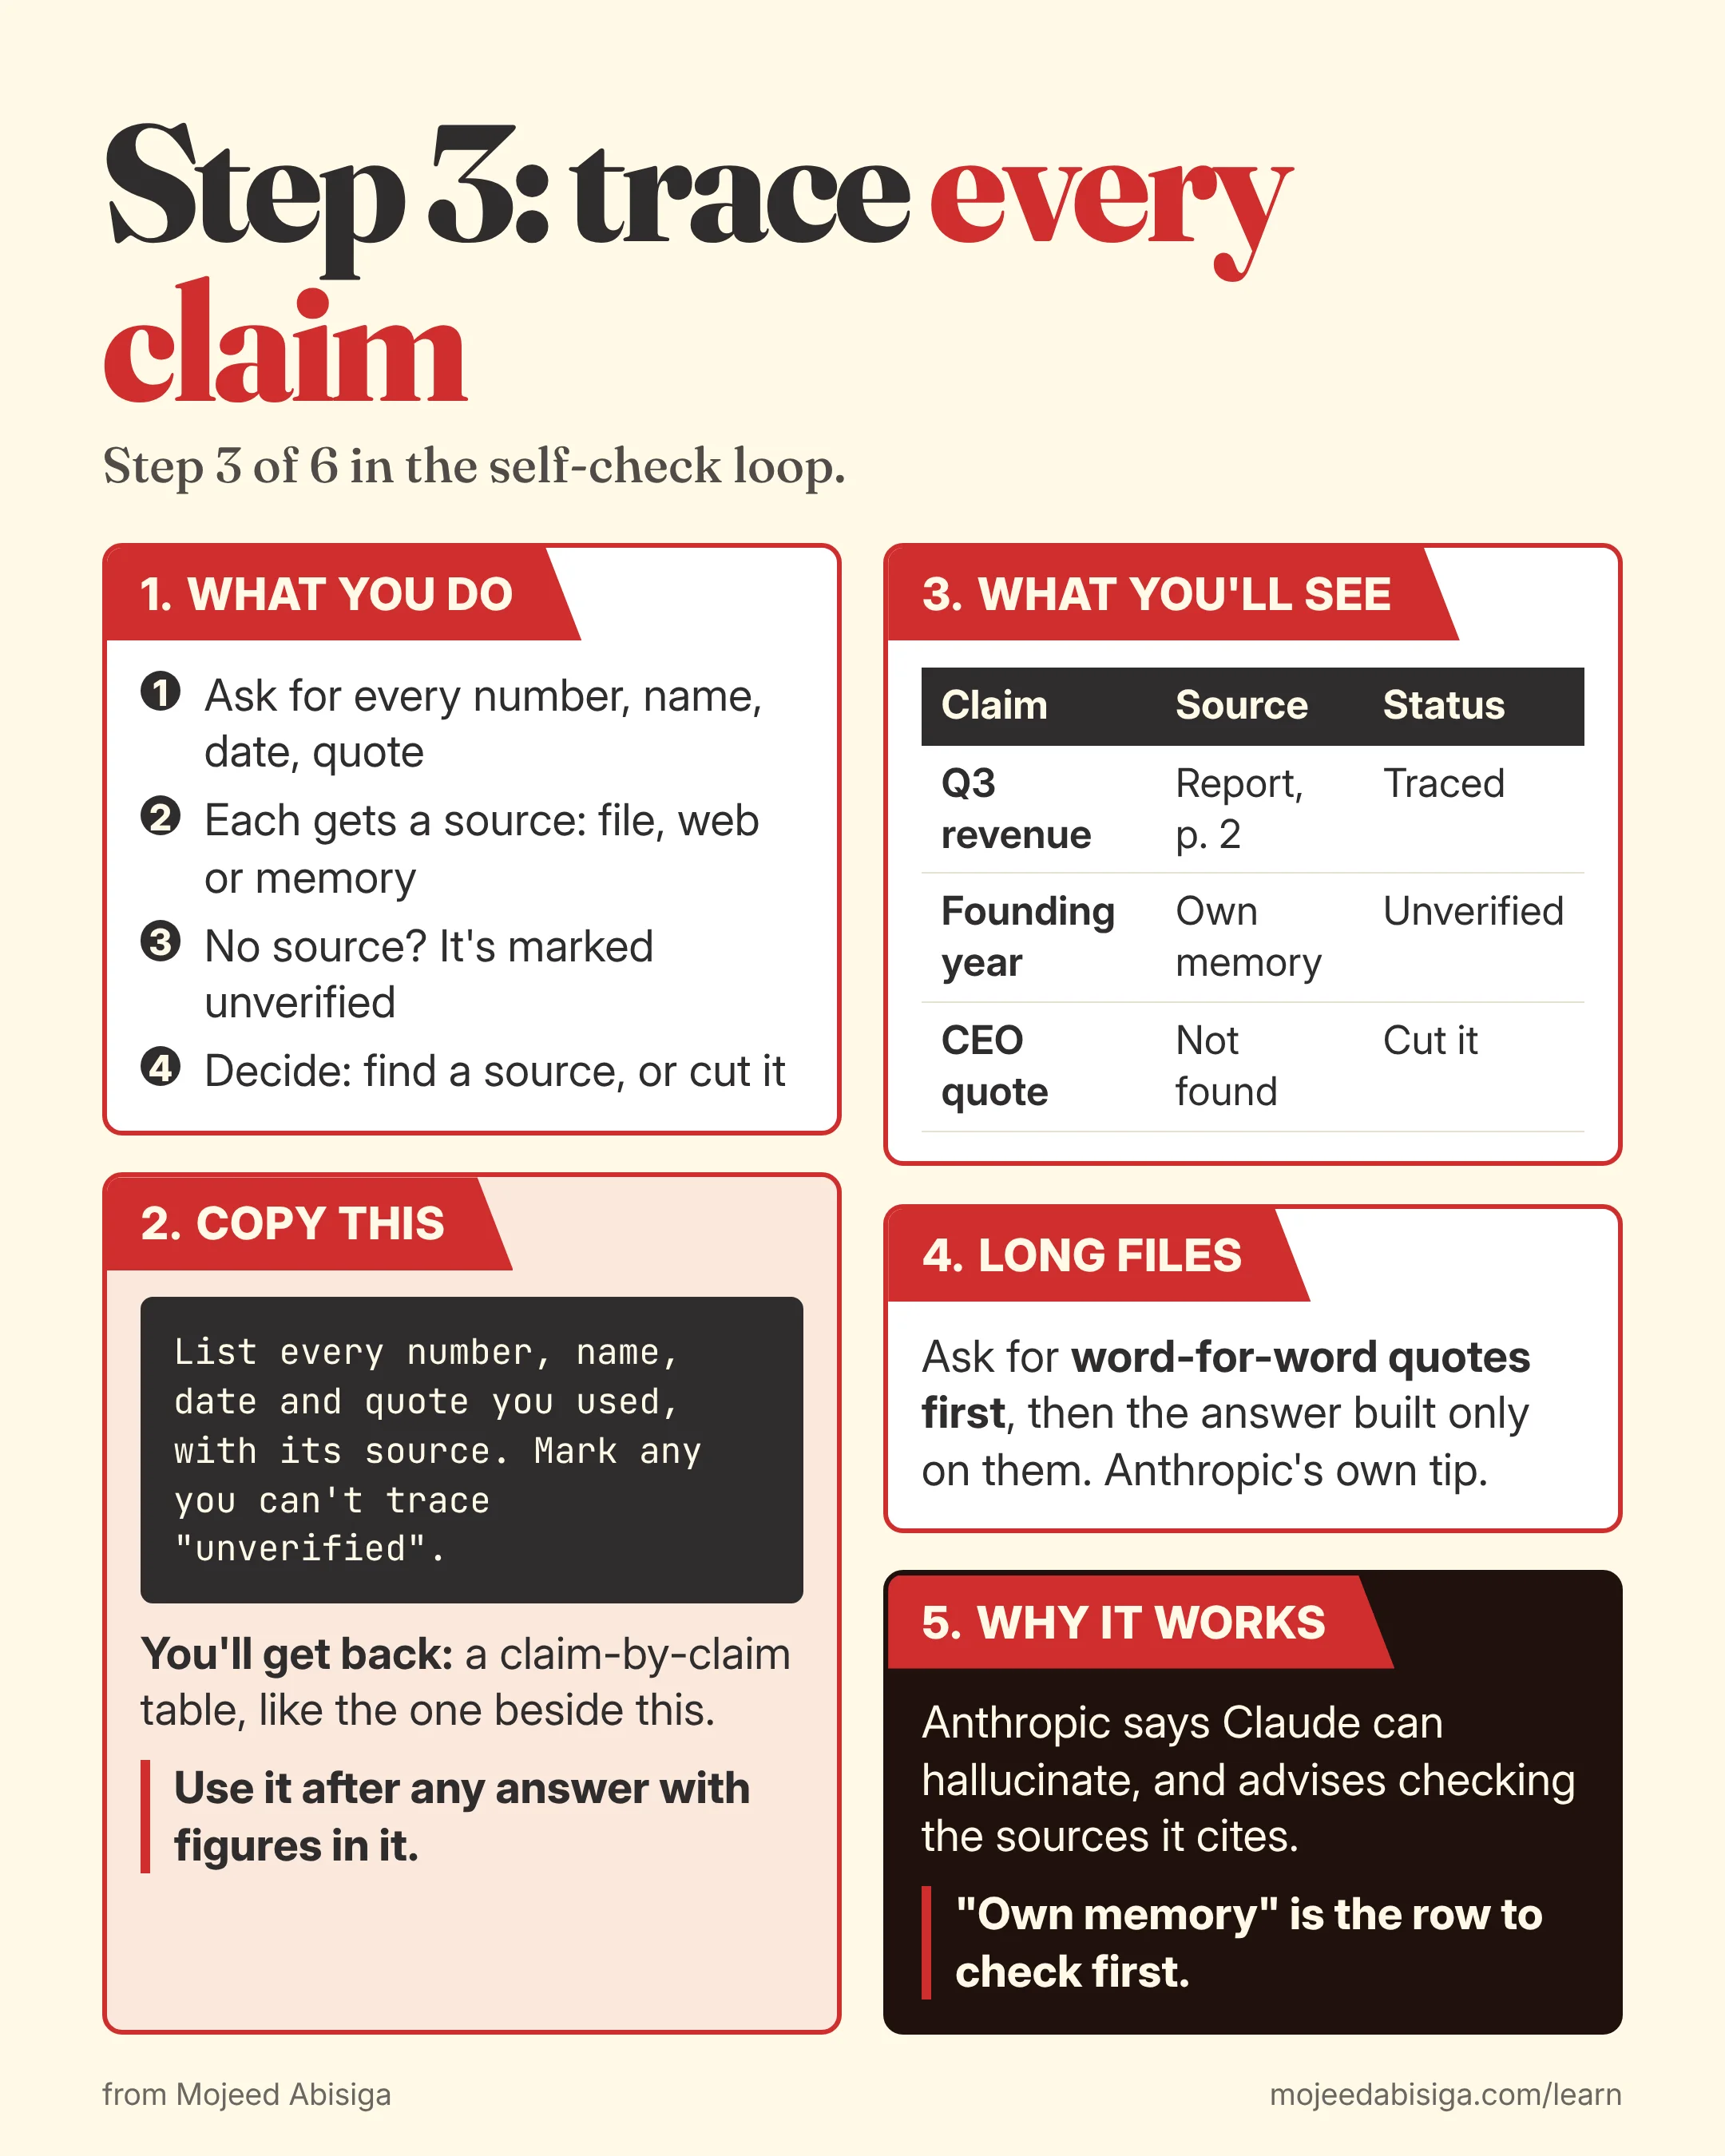 Step 3: trace every
claim
Step 3 of 6 in the self-check loop.
1. WHAT YOU DO
1 Ask for every number, name,
date, quote
2 Each gets a source: file, web
or memory
3 No source? It's marked
unverified
4 Decide: find a source, or cut it
2. COPY THIS
List every number, name,
date and quote you used,
with its source. Mark any
you can't trace
"unverified".
You'll get back: a claim-by-claim
table, like the one beside this.
Use it after any answer with
figures in it.
3. WHAT YOU'LL SEE
Claim Source Status
Q3 Report, Traced
revenue p. 2
Founding Own Unverified
year memory
CEO Not Cut it
quote found
4. LONG FILES
Ask for word-for-word quotes
first, then the answer built only
on them. Anthropic's own tip.
5. WHY IT WORKS
Anthropic says Claude can
hallucinate, and advises checking
the sources it cites.
"Own memory" is the row to
check first.
from Mojeed Abisiga
mojeedabisiga.com/learn